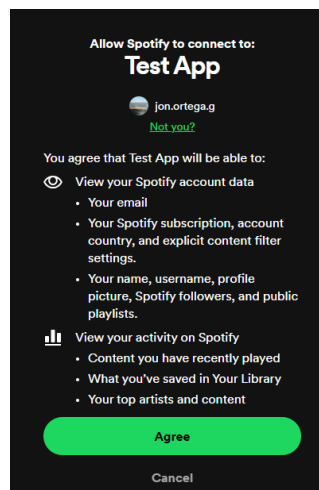 Allow Spotify to connect to:
Test App
jon.ortega.g
Not you?
You agree that Test App will be able to:
View your Spotify account data
• Your email
• Your Spotify subscription, account
country, and explicit content filter
settings.
• Your name, username, profile
picture, Spotify followers, and public
playlists.
View your activity on Spotify
• Content you have recently played
• What you've saved in Your Library
• Your top artists and content
Agree
Cancel